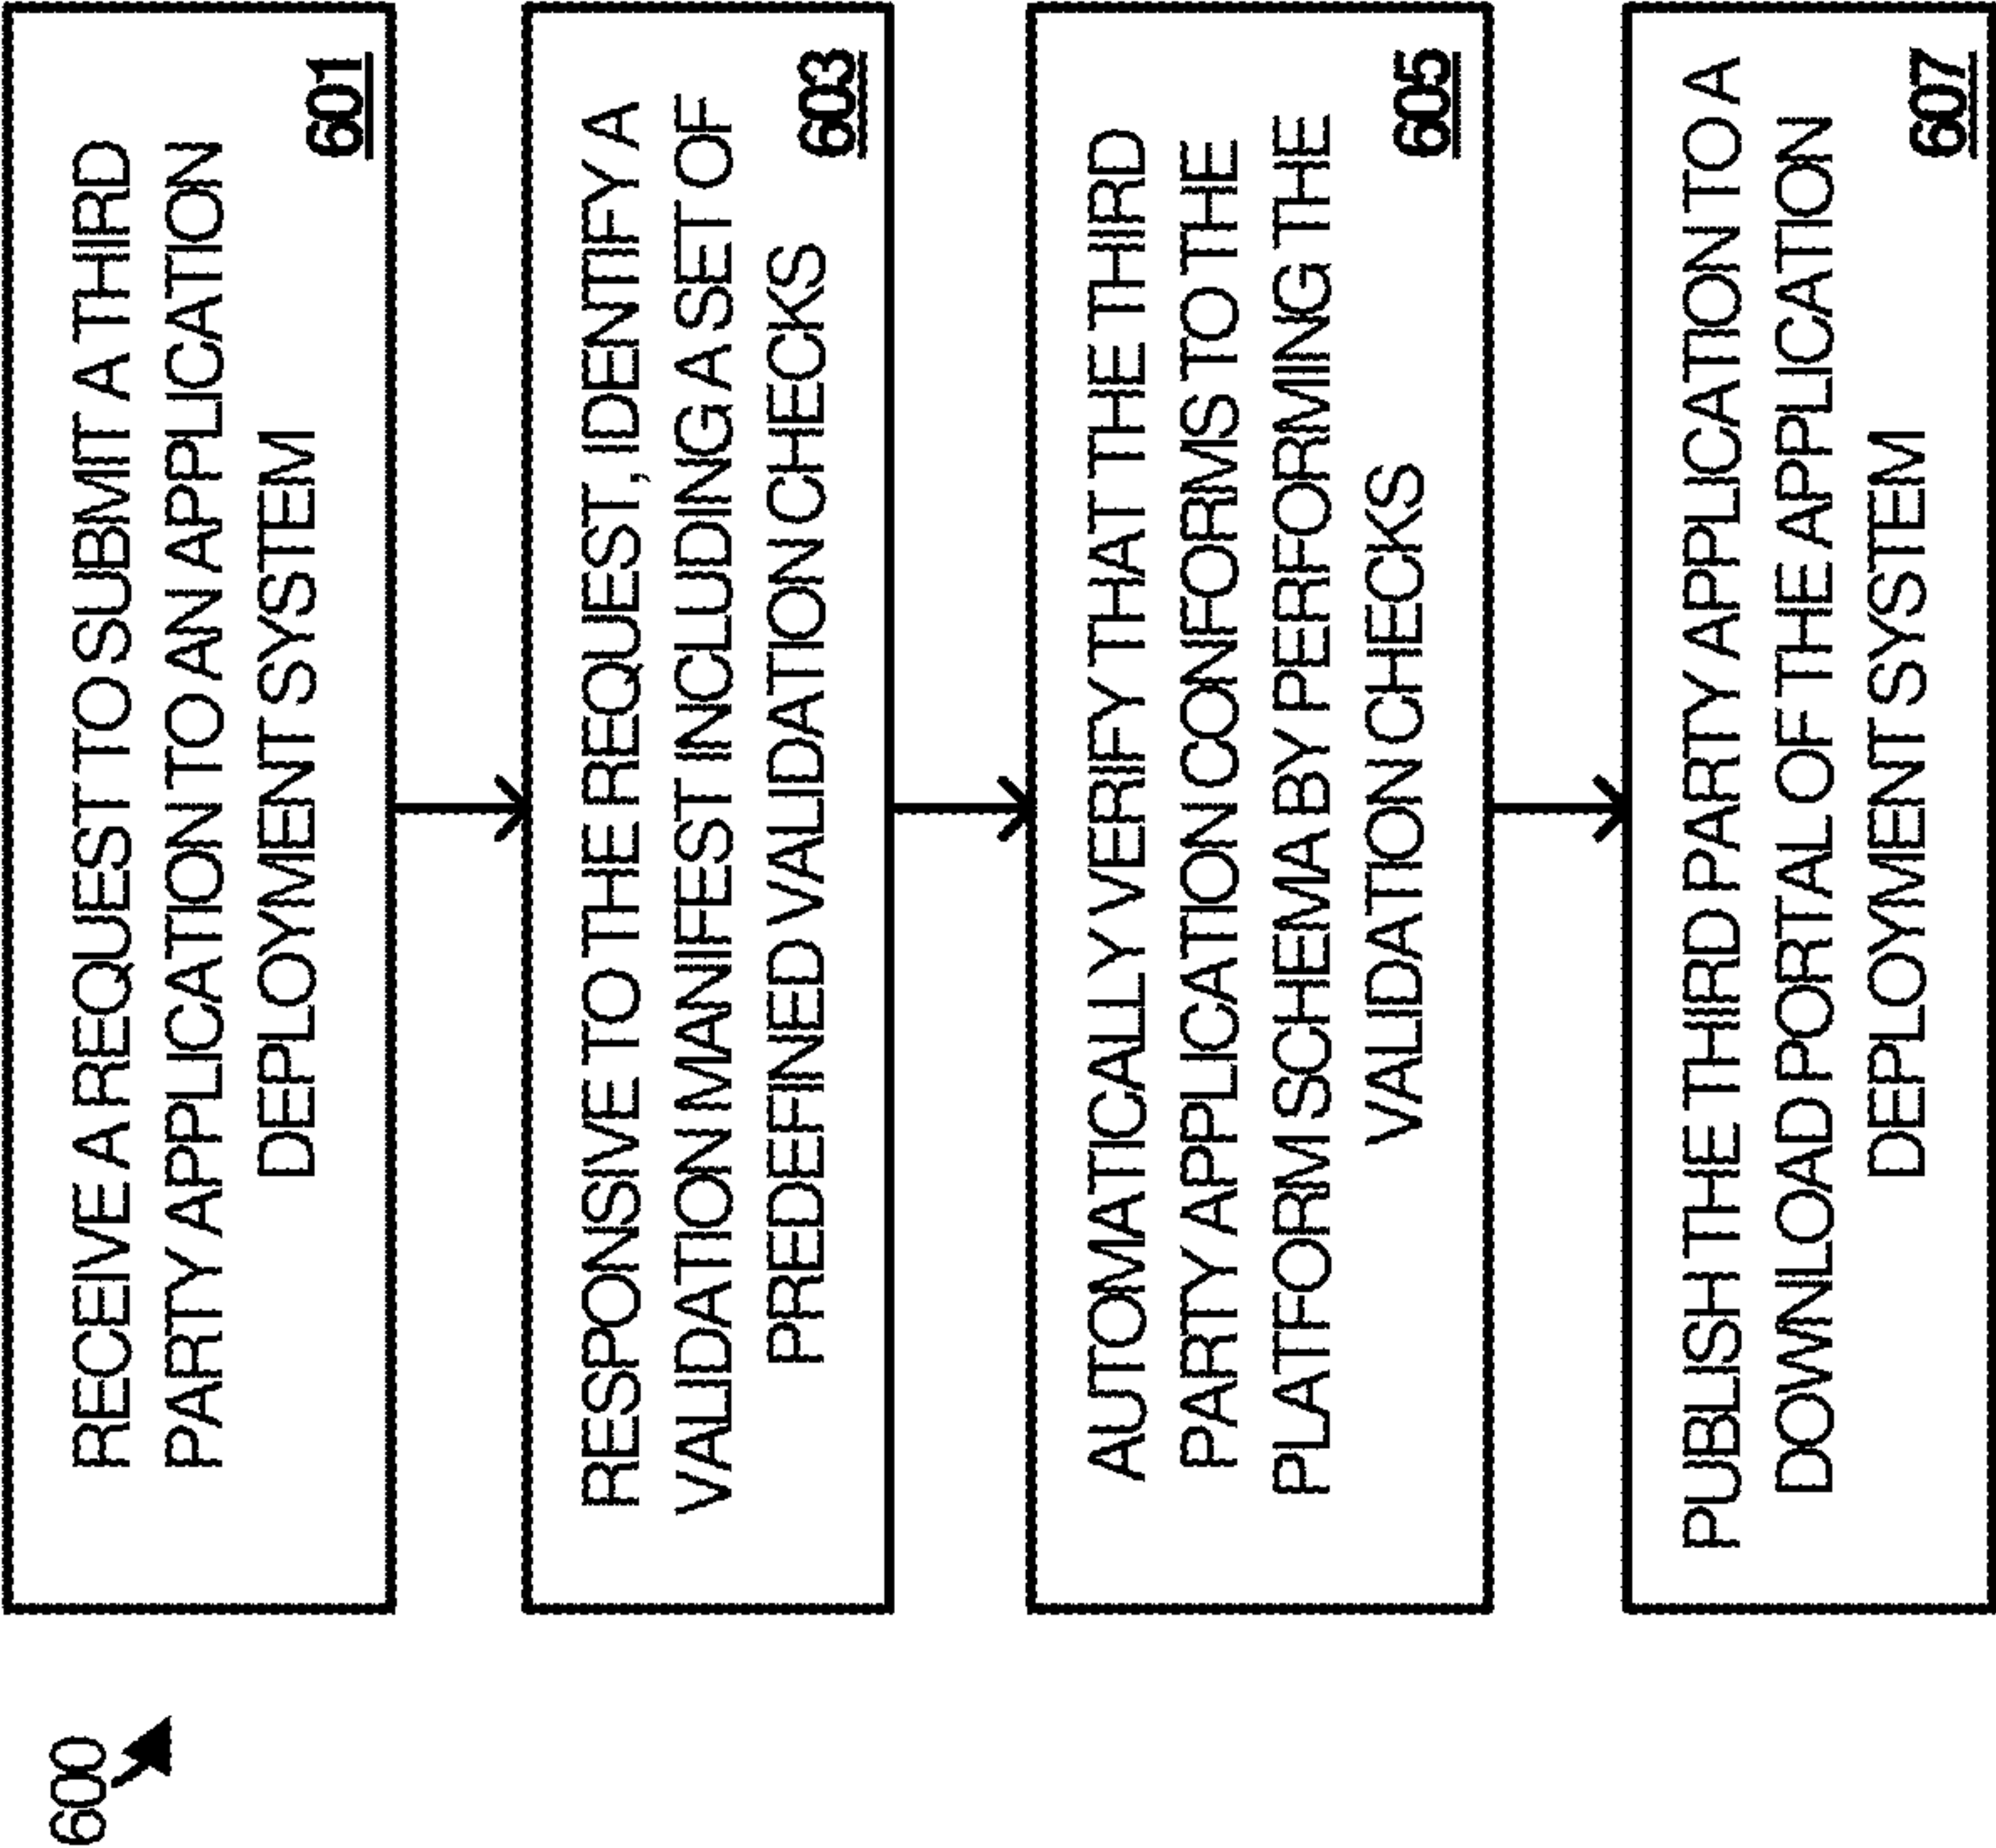 600
RECEIVE A REQUEST TO SUBMIT A THIRD
PARTY APPLICATION TO AN APPLICATION
DEPLOYMENT SYSTEM
601
RESPONSIVE TO THE REQUEST, IDENTIFY A
VALIDATION MANIFEST INCLUDING A SET OF
PREDEFINED VALIDATION CHECKS
603
AUTOMATICALLY VERIFY THAT THE THIRD
PARTY APPLICATION CONFORMS TO THE
PLATFORM SCHEMA BY PERFORMING THE
VALIDATION CHECKS
605
PUBLISH THE THIRD PARTY APPLICATION TO A
DOWNLOAD PORTAL OF THE APPLICATION
DEPLOYMENT SYSTEM
607